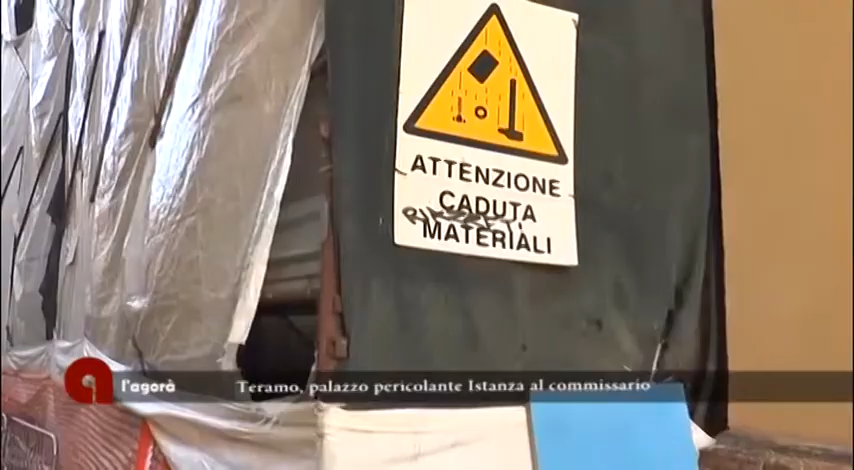 ATTENZIONE
CADUTA
MATERIALI
a l'agorà
Teramo, palazzo pericolante Istanza al commissario